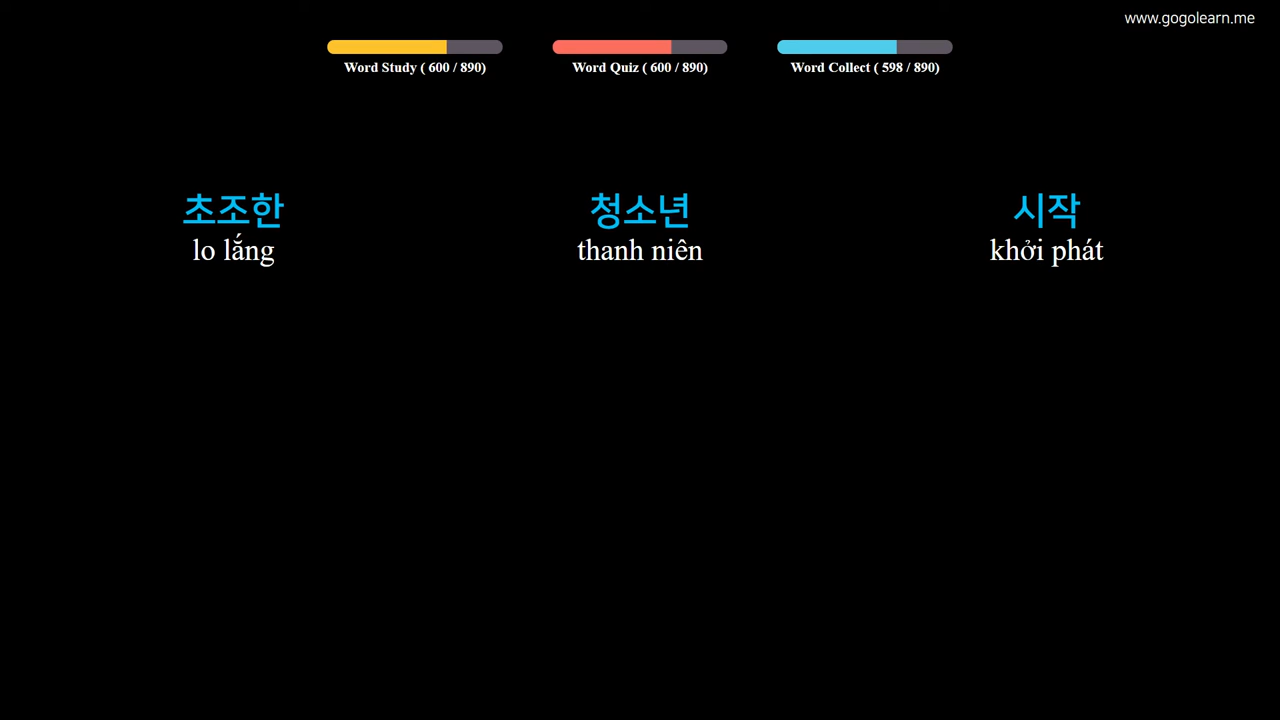 www.gogolearn.me
Word Study ( 600 / 890)
Word Quiz ( 600 / 890)
Word Collect ( 598 / 890)
초조한
lo lắng
청소년
thanh niên
시작
khởi phát